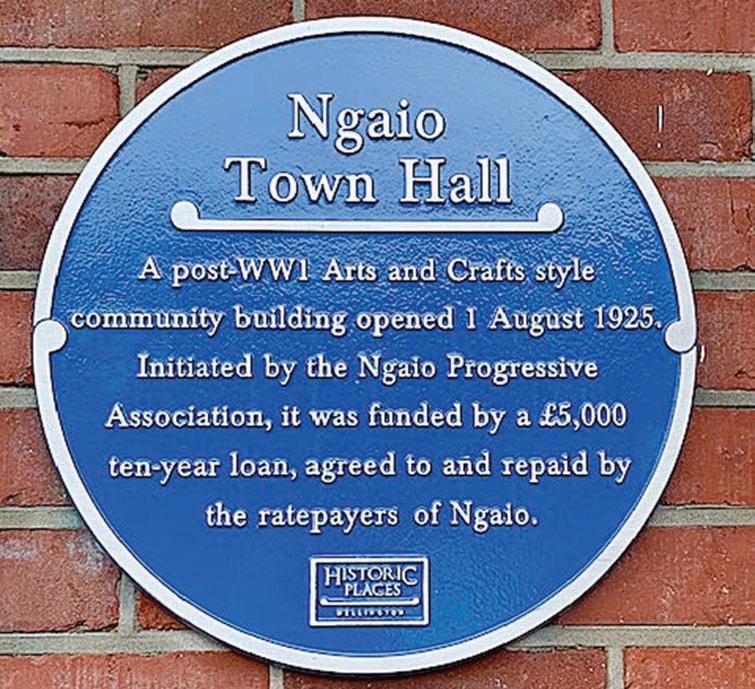 Ngaio
Town Hall
A post-WW1 Arts and Crafts style
community building opened 1 August 1925.
Initiated by the Ngaio Progressive
Association, it was funded by a £5,000
ten-year loan, agreed to and repaid by
the ratepayers of Ngaio.
HISTORIC
PLACES
WELLINGTON